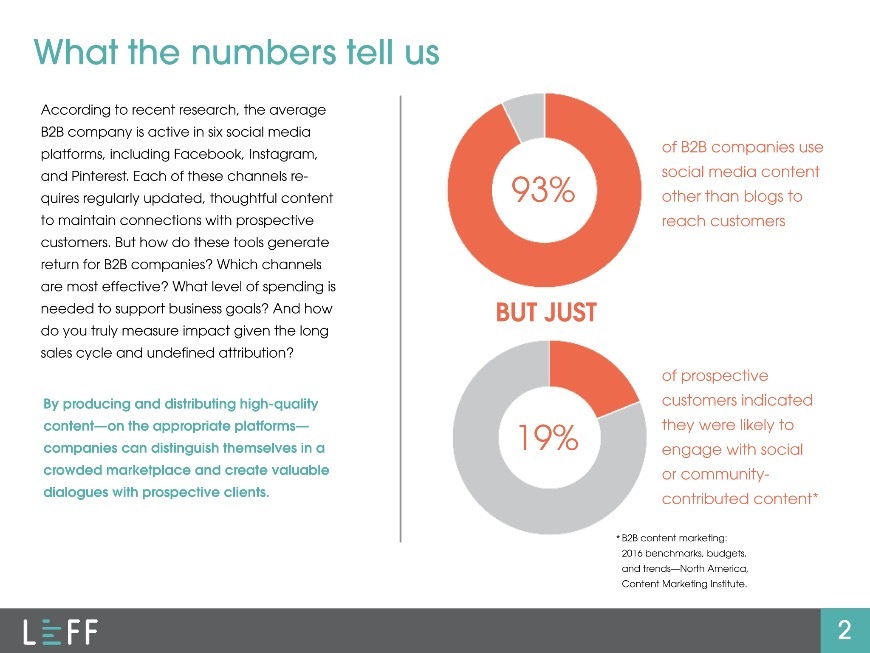 What the numbers tell us
According to recent research, the average
B2B company is active in six social media
platforms, including Facebook, Instagram,
and Pinterest. Each of these channels re-
quires regularly updated, thoughtful content
to maintain connections with prospective
customers. But how do these tools generate
return for B2B companies? Which channels
are most effective? What level of spending is
needed to support business goals? And how
do you truly measure impact given the long
sales cycle and undefined attribution?
By producing and distributing high-quality
content—on the appropriate platforms—
companies can distinguish themselves in a
crowded marketplace and create valuable
dialogues with prospective clients.
93%
of B2B companies use
social media content
other than blogs to
reach customers
BUT JUST
19%
of prospective
customers indicated
they were likely to
engage with social
or community-
contributed content*
* B2B content marketing:
2016 benchmarks, budgets,
and trends—North America,
Content Marketing Institute.
LEFF
2